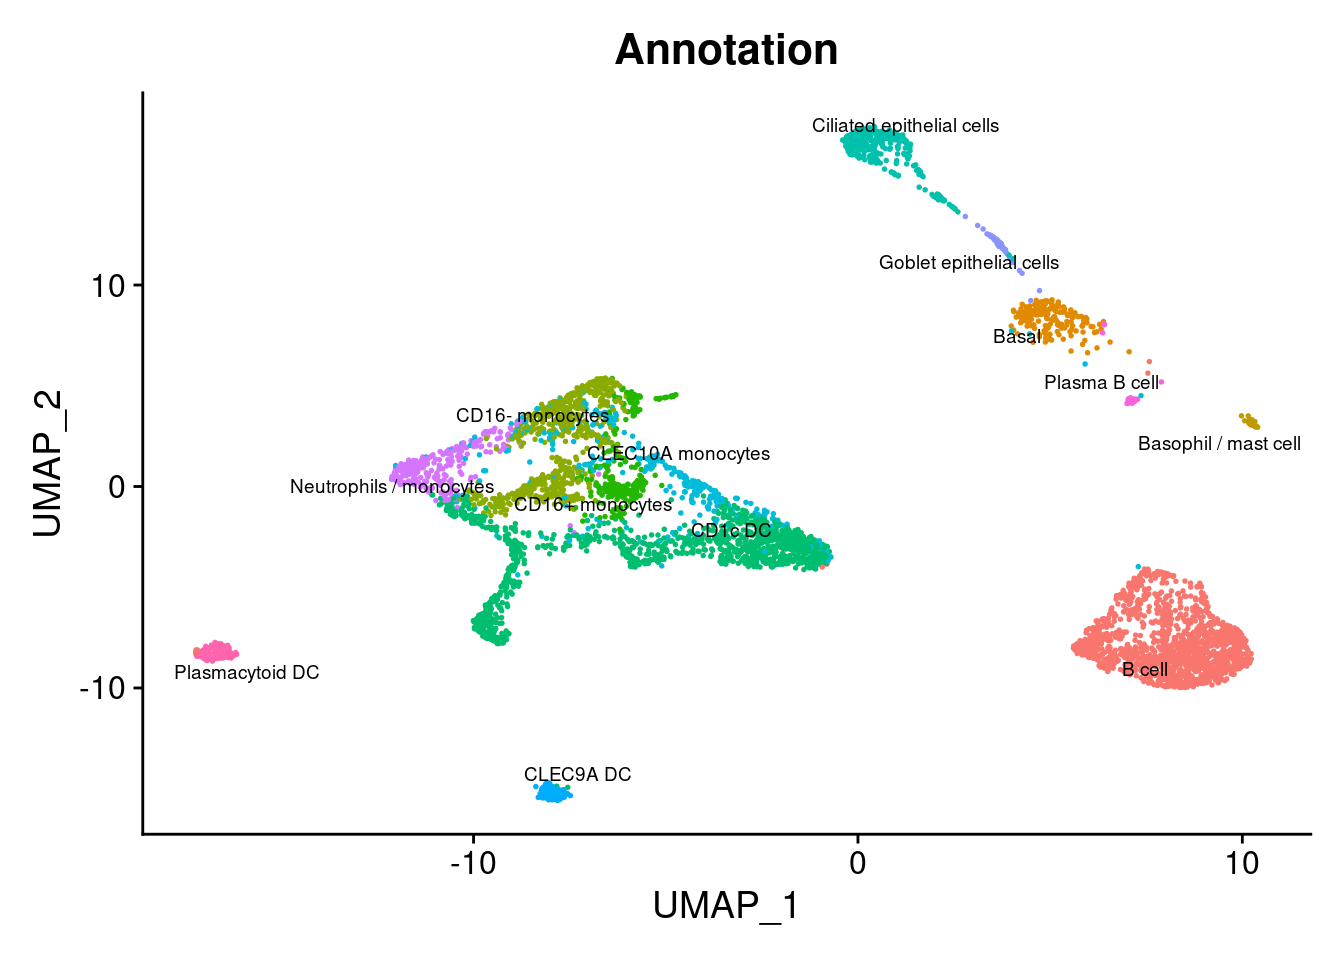 Annotation
Ciliated epithelial cells
Goblet epithelial cells
10
Basal
Plasma B cell
CD16- monocytes
Basophil / mast cell
CLEC10A monocytes
0
Neutrophils / monocytes
CD16+ monocytes
CD1c DC
UMAP_2
B cell
Plasmacytoid DC
-10
CLEC9A DC
-10 0 10
UMAP_1